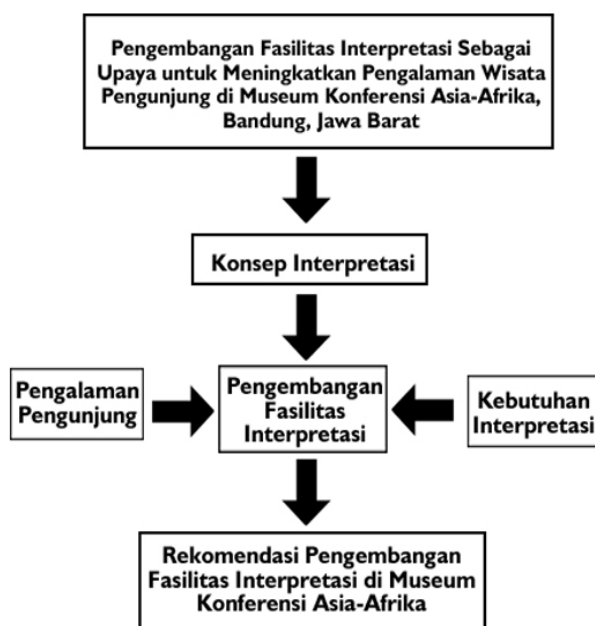 Pengembangan Fasilitas Interpretasi Sebagai
Upaya untuk Meningkatkan Pengalaman Wisata
Pengunjung di Museum Konferensi Asia-Afrika,
Bandung, Jawa Barat
Konsep Interpretasi
Pengalaman
Pengunjung
Pengembangan
Fasilitas
Interpretasi
Kebutuhan
Interpretasi
Rekomendasi Pengembangan
Fasilitas Interpretasi di Museum
Konferensi Asia-Afrika